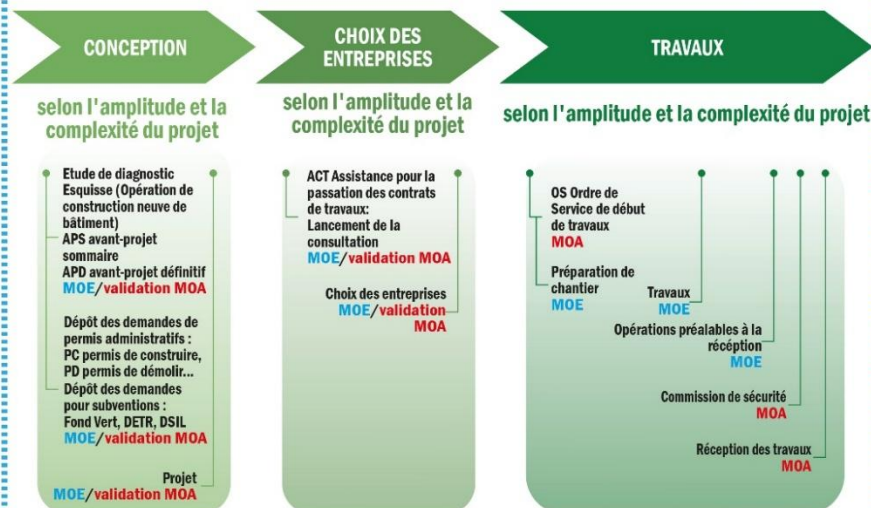 CONCEPTION
selon l'amplitude et la
complexité du projet
Etude de diagnostic
Esquisse (Opération de
construction neuve de
bâtiment)
APS avant-projet
sommaire
APD avant-projet définitif
MOE/validation MOA
Dépôt des demandes de
permis administratifs :
PC permis de construire,
PD permis de démolir...
Dépôt des demandes
pour subventions :
Fond Vert, DETR, DSIL
MOE/validation MOA
Projet
MOE/validation MOA
CHOIX DES
ENTREPRISES
selon l'amplitude et la
complexité du projet
ACT Assistance pour la
passation des contrats
de travaux:
Lancement de la
consultation
MOE/validation MOA
Choix des entreprises
MOE/validation
MOA
TRAVAUX
selon l'amplitude et la complexité du projet
OS Ordre de
Service de début
de travaux
MOA
Préparation de
chantier
MOE
Travaux
MOE
Opérations préalables à la
récéption
MOE
Commission de sécurité
MOA
Réception des travaux
MOA